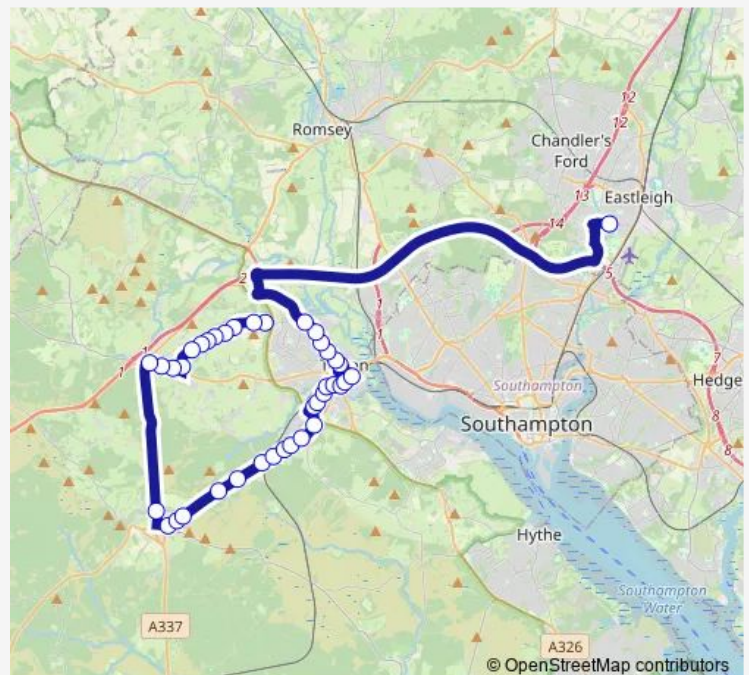 12
12
Romsey
Chandler's
Ford
13
Eastleigh
14
2
5
1
1
1
1
7
Hedge
Southampton
Southampton
8
8
Hythe
Southampton
Water
A337
A326
© OpenStreetMap contributors